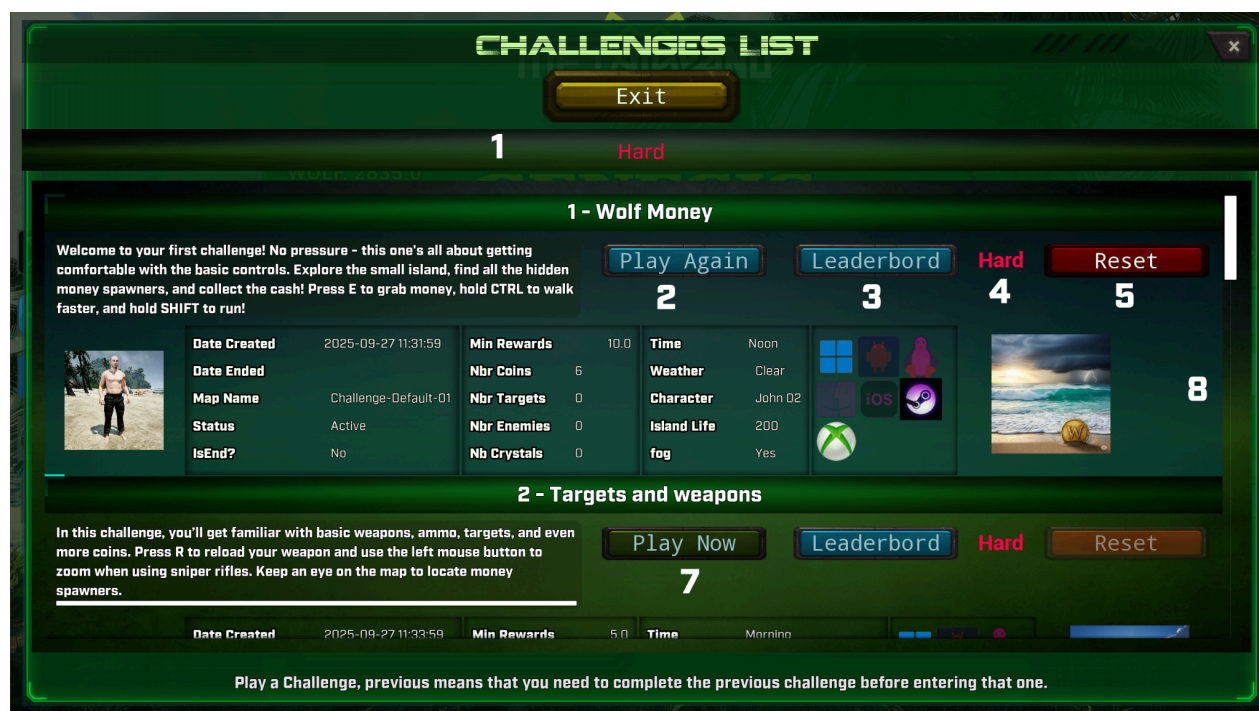 CHALLENGES LIST
x
Exit
1
Hard
WOLF: 2835.0
GENESIS
1 - Wolf Money
Welcome to your first challenge! No pressure - this one's all about getting
comfortable with the basic controls. Explore the small island, find all the hidden
money spawners, and collect the cash! Press E to grab money, hold CTRL to walk
faster, and hold SHIFT to run!
Play Again
Leaderbord
Hard
Reset
2
3
4
5
Date Created 2025-09-27 11:31:59
Date Ended
Map Name Challenge-Default-01
Status Active
IsEnd? No
Min Rewards 10.0
Nbr Coins 6
Nbr Targets 0
Nbr Enemies 0
Nb Crystals 0
Time Noon
Weather Clear
Character John 02
Island Life 200
fog Yes
iOS
W
8
2 - Targets and weapons
In this challenge, you'll get familiar with basic weapons, ammo, targets, and even
more coins. Press R to reload your weapon and use the left mouse button to
zoom when using sniper rifles. Keep an eye on the map to locate money
spawners.
Play Now
Leaderbord
Hard
Reset
7
Date Created 2025-09-27 11:33:59
Min Rewards 5.0
Time Morning
Play a Challenge, previous means that you need to complete the previous challenge before entering that one.